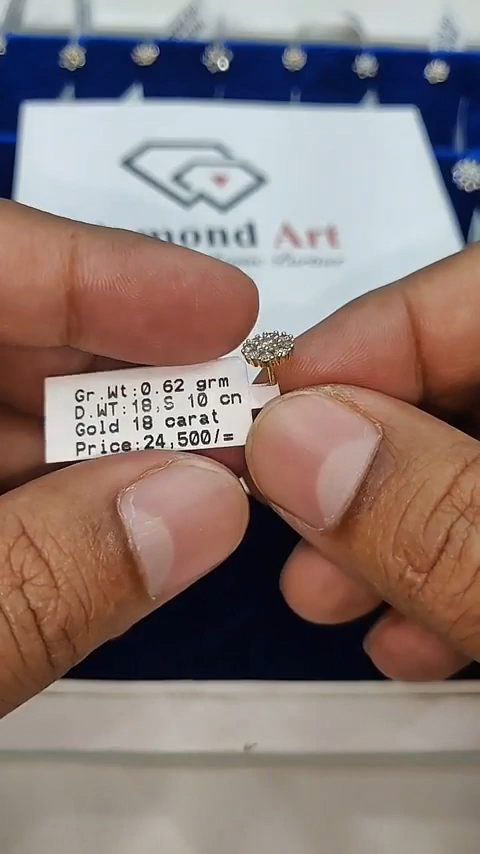 mond Art
Gr.Wt:0.62 grm
D.WT:18,S 10 cn
Gold 18 carat
Price:24,500/=